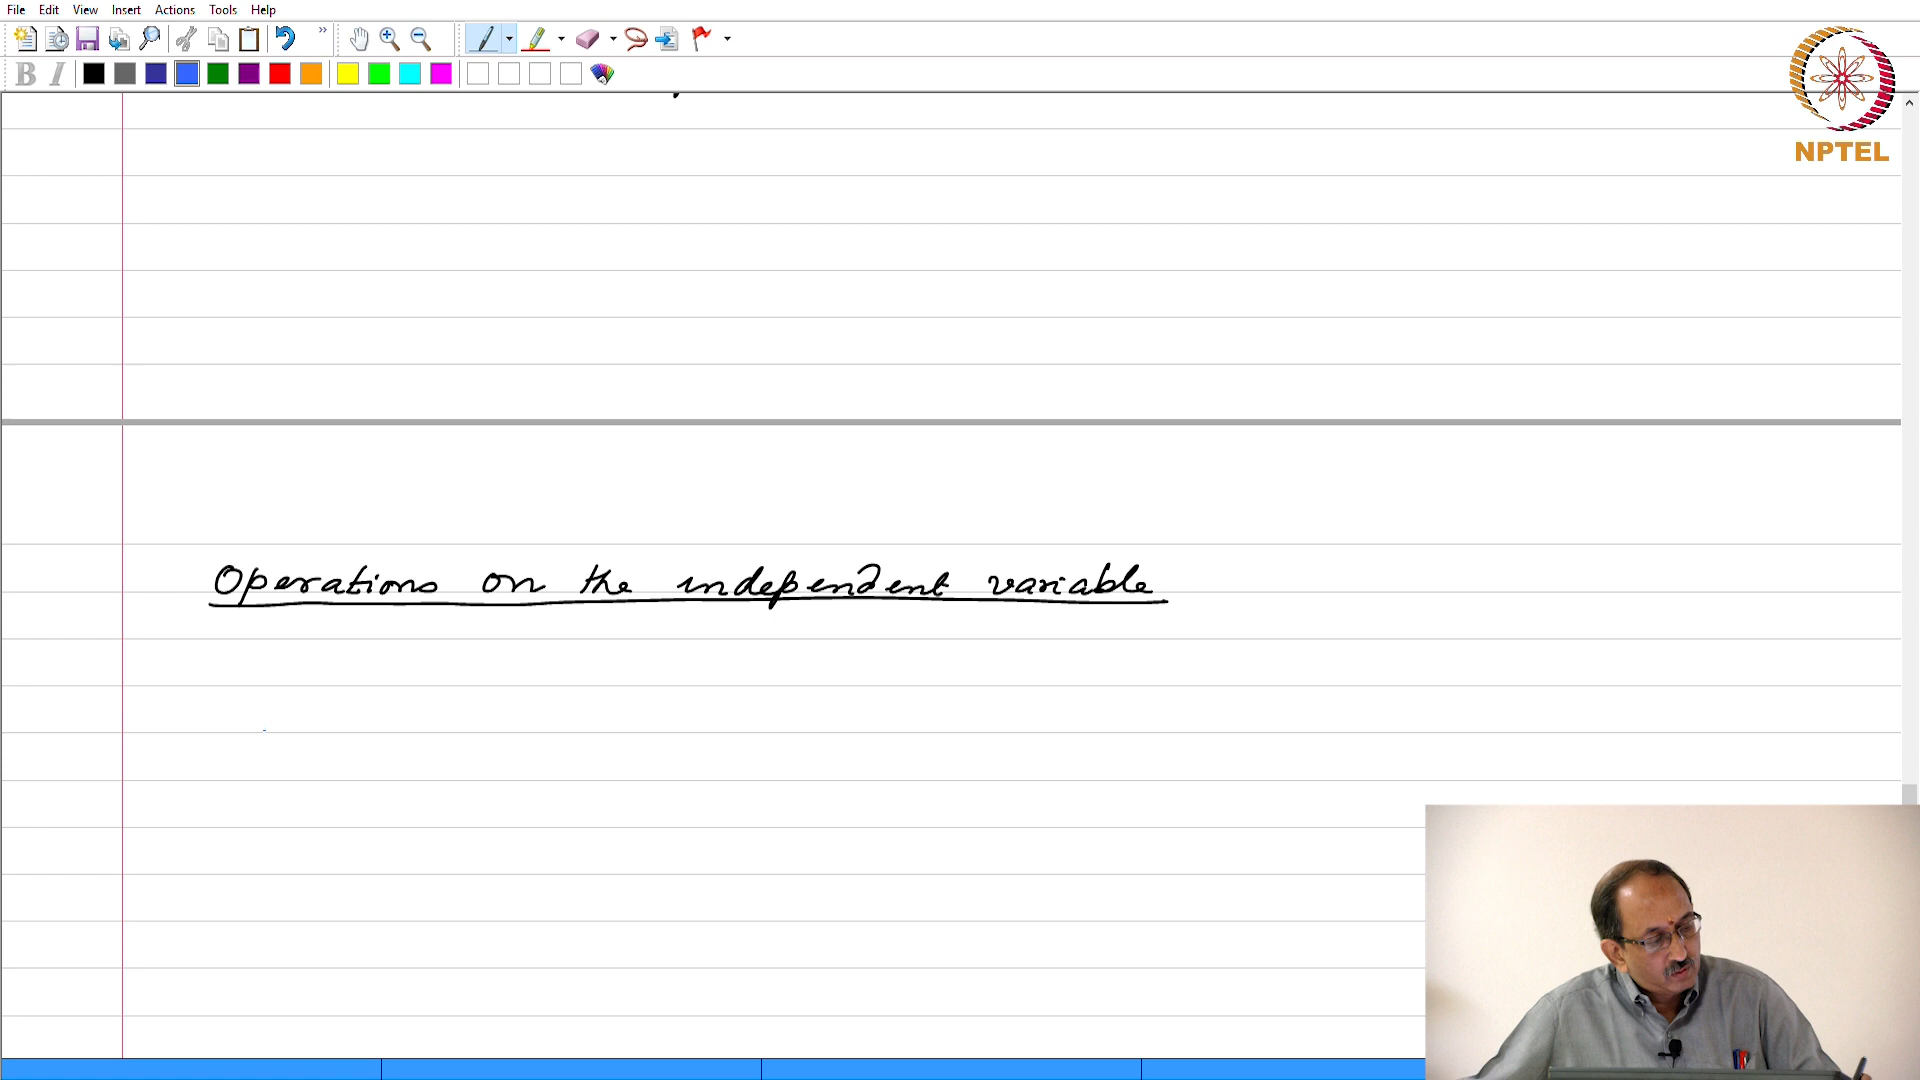 File Edit View Insert Actions Tools Help
B I
NPTEL
Operations on the independent variable